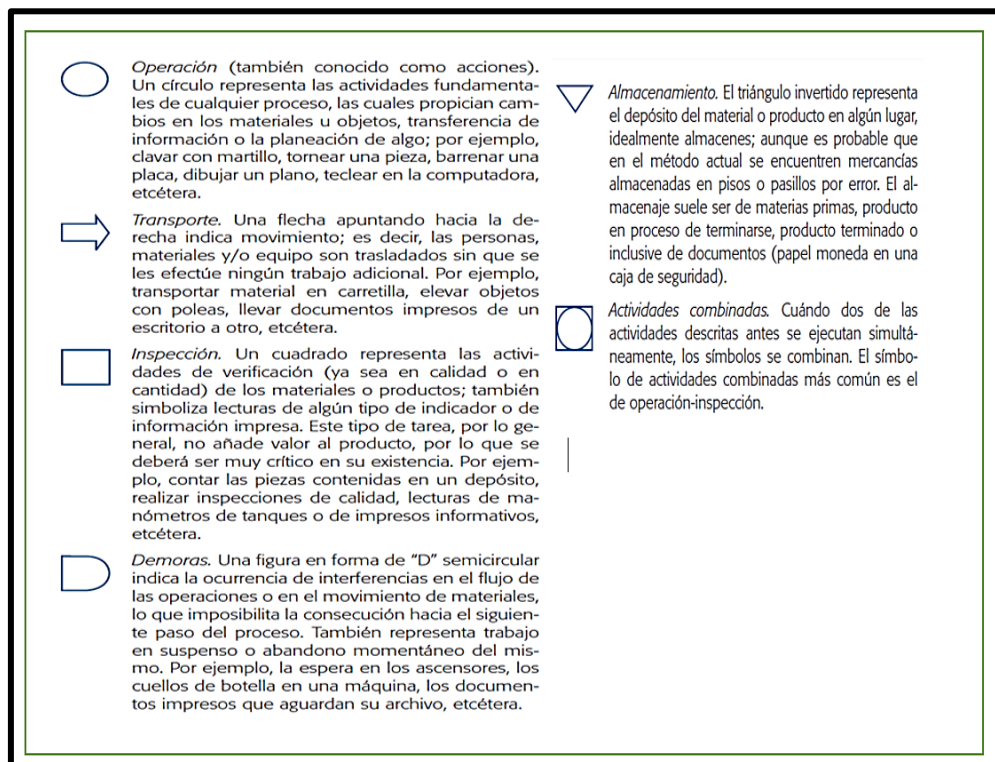 Operación (también conocido como acciones).
Un círculo representa las actividades fundamenta-
les de cualquier proceso, las cuales propician cam-
bios en los materiales u objetos, transferencia de
información o la planeación de algo; por ejemplo,
clavar con martillo, tornear una pieza, barrenar una
placa, dibujar un plano, teclear en la computadora,
etcétera.
Transporte. Una flecha apuntando hacia la de-
recha indica movimiento; es decir, las personas,
materiales y/o equipo son trasladados sin que se
les efectúe ningún trabajo adicional. Por ejemplo,
transportar material en carretilla, elevar objetos
con poleas, llevar documentos impresos de un
escritorio a otro, etcétera.
Inspección. Un cuadrado representa las activi-
dades de verificación (ya sea en calidad o en
cantidad) de los materiales o productos; también
simboliza lecturas de algún tipo de indicador o de
información impresa. Este tipo de tarea, por lo ge-
neral, no añade valor al producto, por lo que se
deberá ser muy crítico en su existencia. Por ejem-
plo, contar las piezas contenidas en un depósito,
realizar inspecciones de calidad, lecturas de ma-
nómetros de tanques o de impresos informativos,
etcétera.
Demoras. Una figura en forma de "D" semicircular
indica la ocurrencia de interferencias en el flujo de
las operaciones o en el movimiento de materiales,
lo que imposibilita la consecución hacia el siguien-
te paso del proceso. También representa trabajo
en suspenso o abandono momentáneo del mis-
mo. Por ejemplo, la espera en los ascensores, los
cuellos de botella en una máquina, los documen-
tos impresos que aguardan su archivo, etcétera.
Almacenamiento. El triángulo invertido representa
el depósito del material o producto en algún lugar,
idealmente almacenes; aunque es probable que
en el método actual se encuentren mercancías
almacenadas en pisos o pasillos por error. El al-
macenaje suele ser de materias primas, producto
en proceso de terminarse, producto terminado o
inclusive de documentos (papel moneda en una
caja de seguridad).
Actividades combinadas. Cuándo dos de las
actividades descritas antes se ejecutan simultá-
neamente, los símbolos se combinan. El símbo-
lo de actividades combinadas más común es el
de operación-inspección.